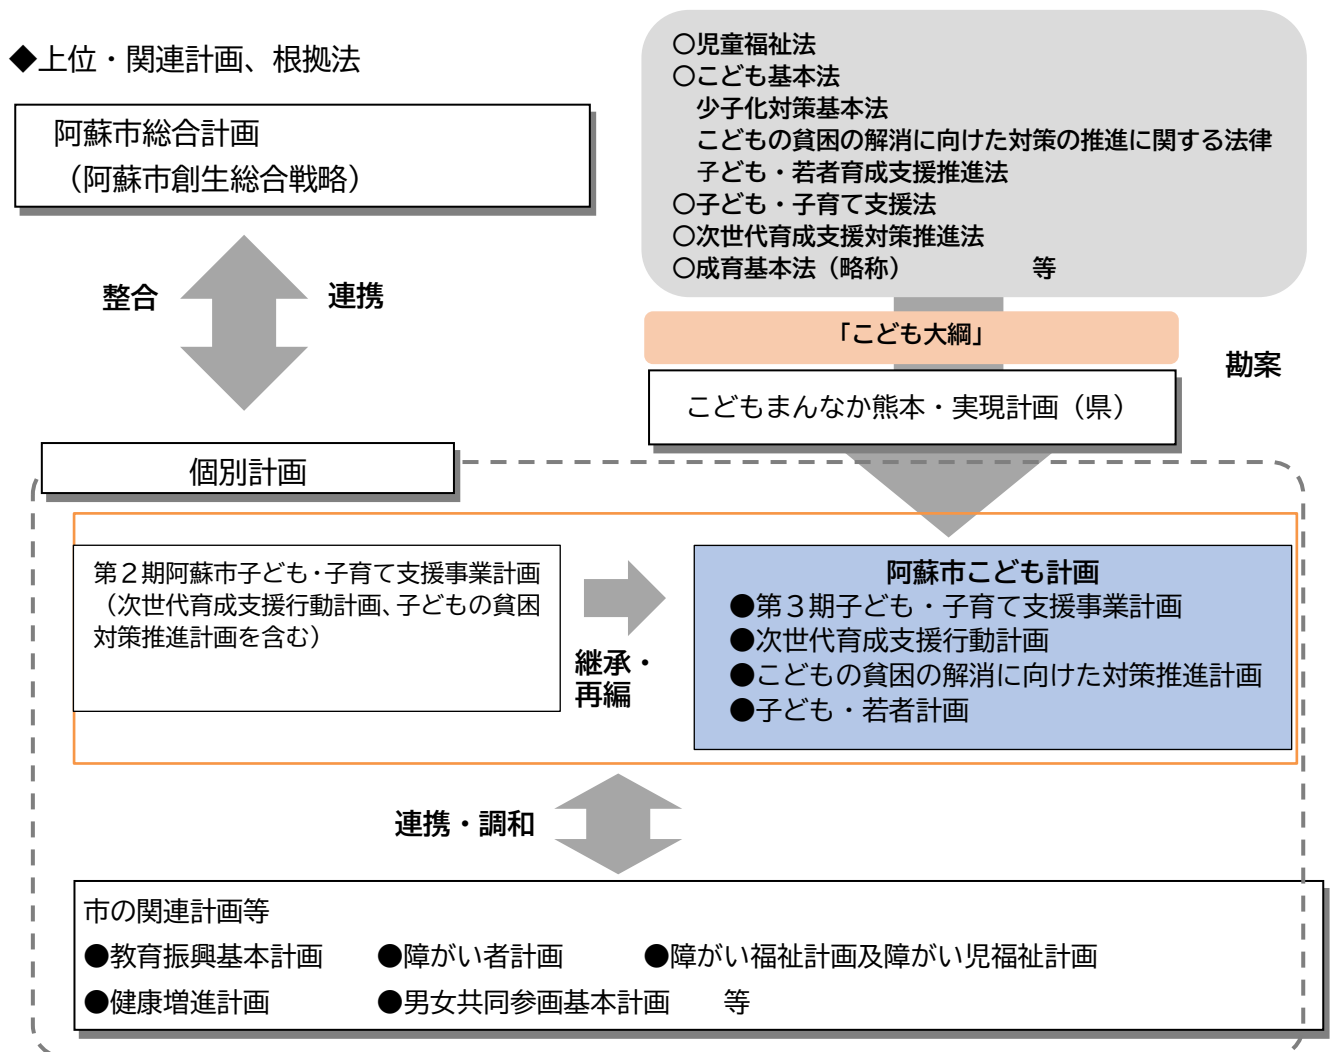 ◆上位・関連計画、根拠法
阿蘇市総合計画
（阿蘇市創生総合戦略）
〇児童福祉法
〇こども基本法
少子化対策基本法
こどもの貧困の解消に向けた対策の推進に関する法律
子ども・若者育成支援推進法
〇子ども・子育て支援法
〇次世代育成支援対策推進法
〇成育基本法（略称）　　　　　等
整合
連携
「こども大綱」
勘案
こどもまんなか熊本・実現計画（県）
個別計画
第２期阿蘇市子ども・子育て支援事業計画
（次世代育成支援行動計画、子どもの貧困
対策推進計画を含む）
継承・
再編
阿蘇市こども計画
●第３期子ども・子育て支援事業計画
●次世代育成支援行動計画
●こどもの貧困の解消に向けた対策推進計画
●子ども・若者計画
連携・調和
市の関連計画等
●教育振興基本計画　　●障がい者計画　　　●障がい福祉計画及障がい児福祉計画
●健康増進計画　　　　●男女共同参画基本計画　　等